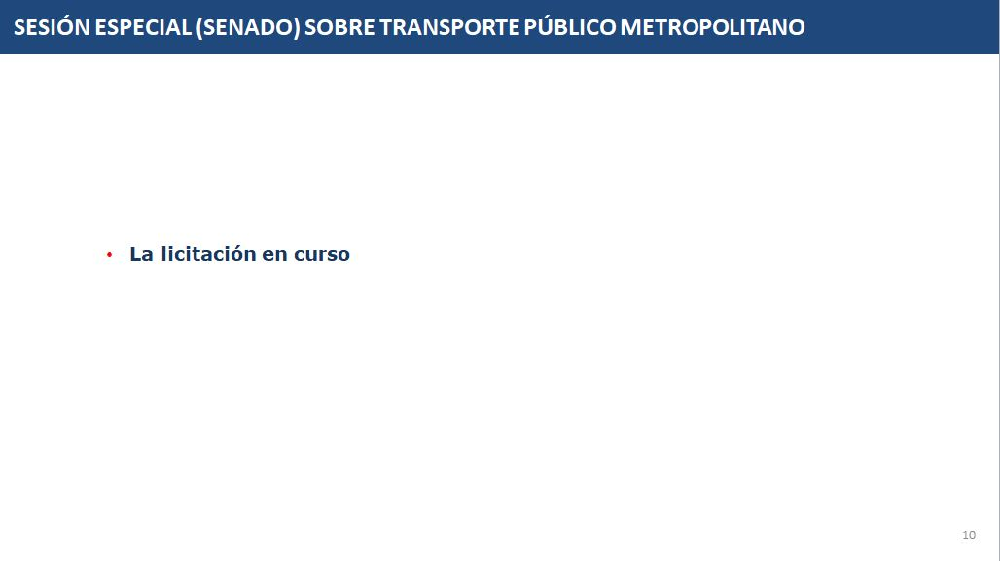 SESIÓN ESPECIAL (SENADO) SOBRE TRANSPORTE PÚBLICO METROPOLITANO
• La licitación en curso
10